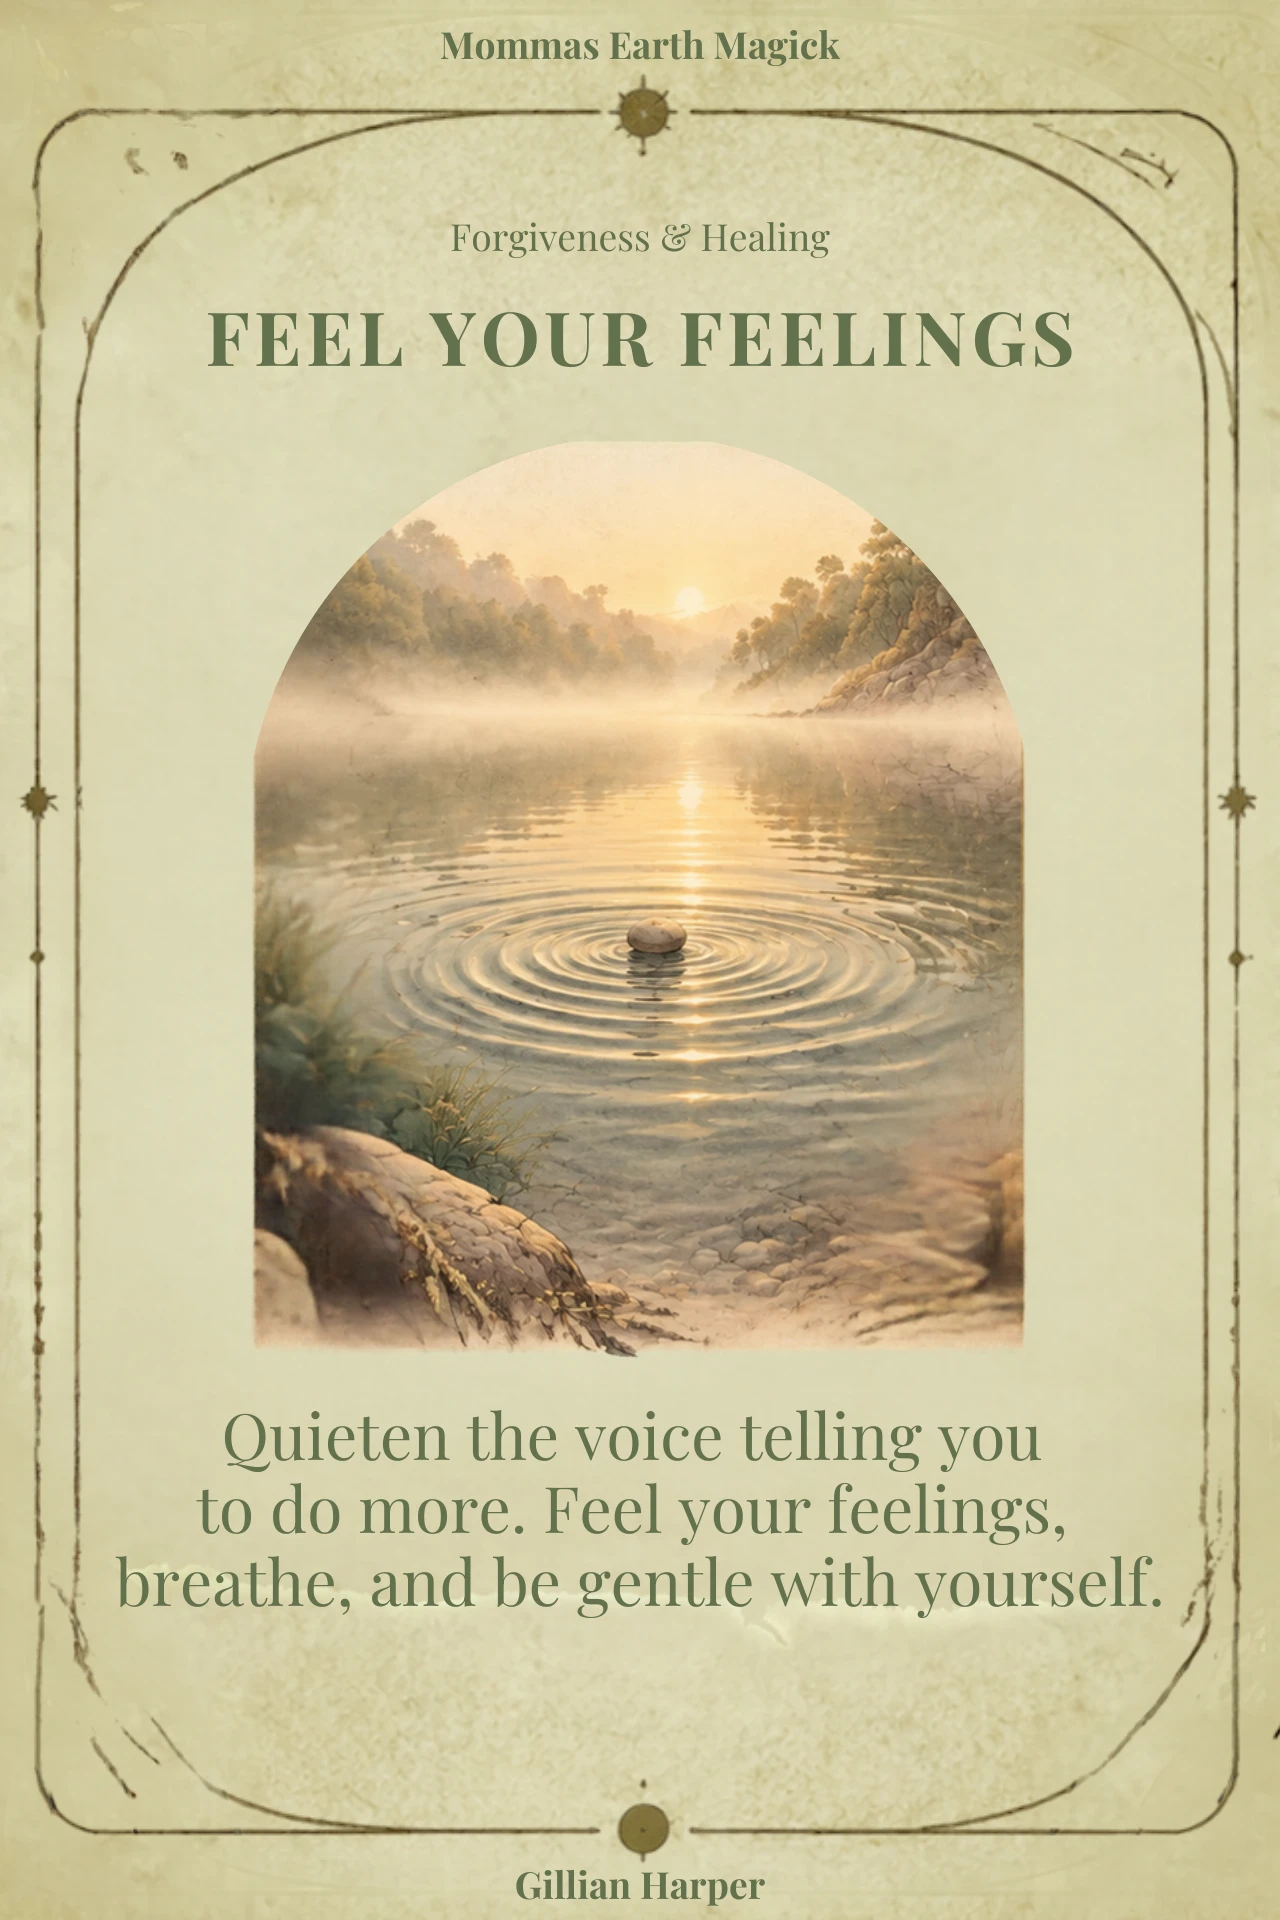 Mommas Earth Magick
Forgiveness & Healing
FEEL YOUR FEELINGS
Quieten the voice telling you
to do more. Feel your feelings,
breathe, and be gentle with yourself.
Gillian Harper